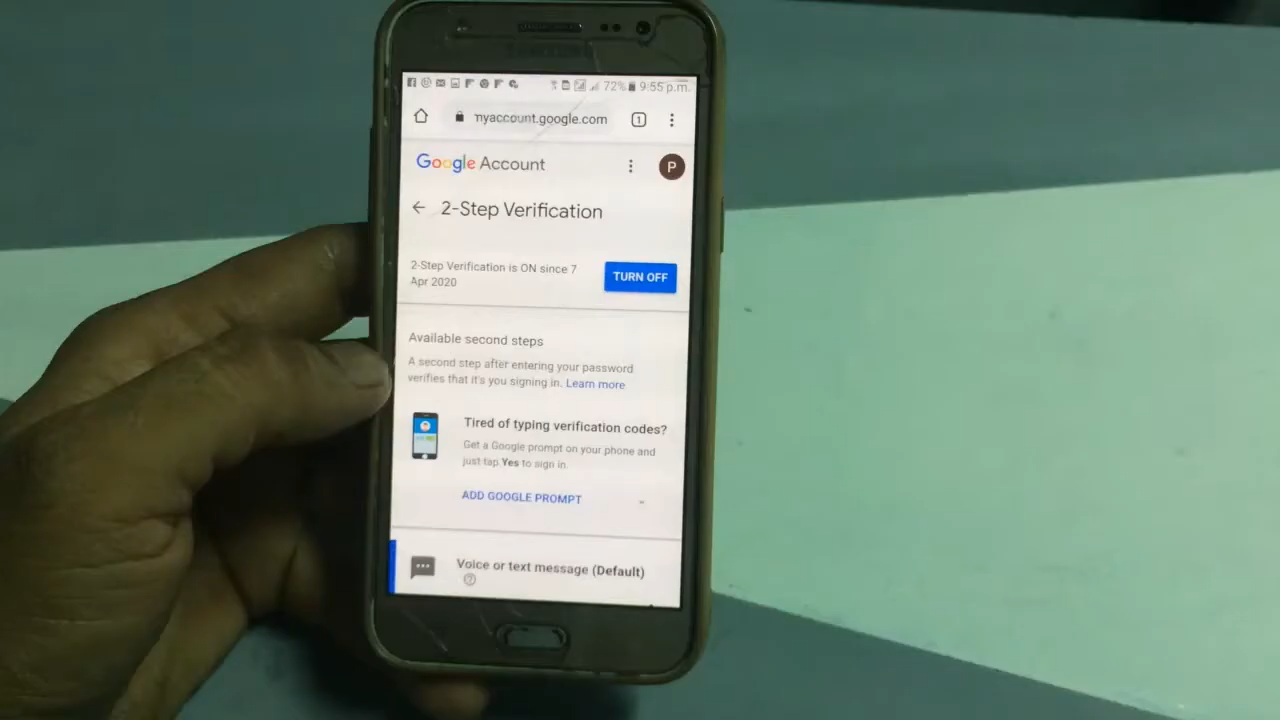 72% 9:55 p.m.
nyaccount.google.com 1
Google Account P
2-Step Verification
2-Step Verification is ON since 7
Apr 2020
TURN OFF
Available second steps
A second step after entering your password
verifies that it's you signing in. Learn more
Tired of typing verification codes?
Get a Google prompt on your phone and
just tap Yes to sign in.
ADD GOOGLE PROMPT
Voice or text message (Default)